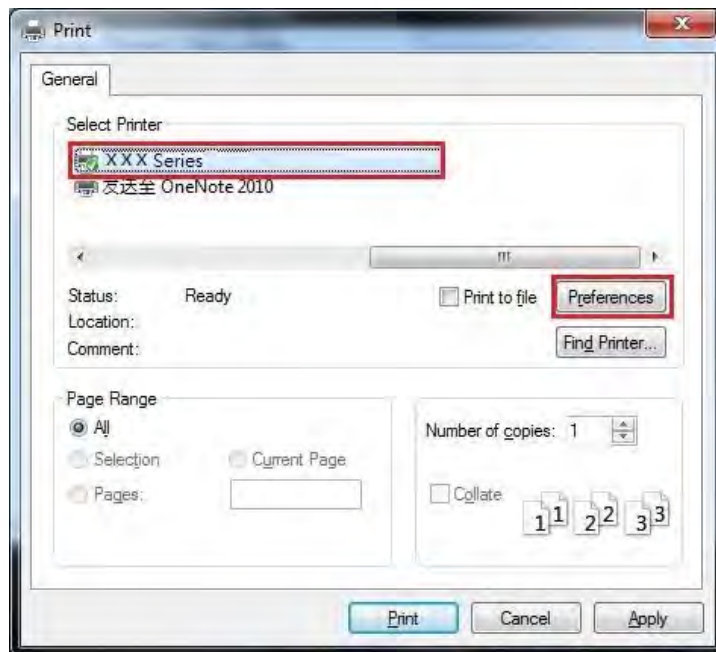 Print
General
Select Printer
XXX Series
发送至 OneNote 2010
Status: Ready
Print to file
Preferences
Location:
Comment:
Find Printer...
Page Range
All
Selection
Current Page
Pages:
Number of copies: 1
Collate
1 1 2 2 3 3
Print
Cancel
Apply